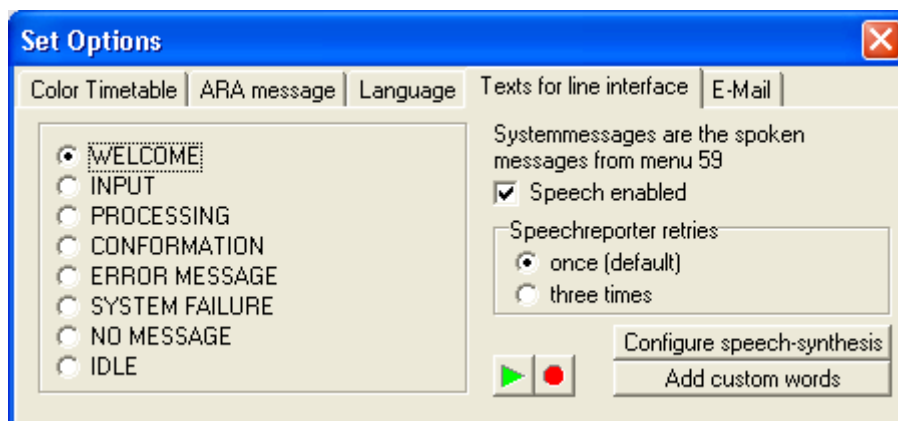 Set Options
Color Timetable
ARA message
Language
Texts for line interface
E-Mail
WELCOME
INPUT
PROCESSING
CONFORMATION
ERROR MESSAGE
SYSTEM FAILURE
NO MESSAGE
IDLE
Systemmessages are the spoken
messages from menu 59
Speech enabled
Speechreporter retries
once (default)
three times
Configure speech-synthesis
Add custom words